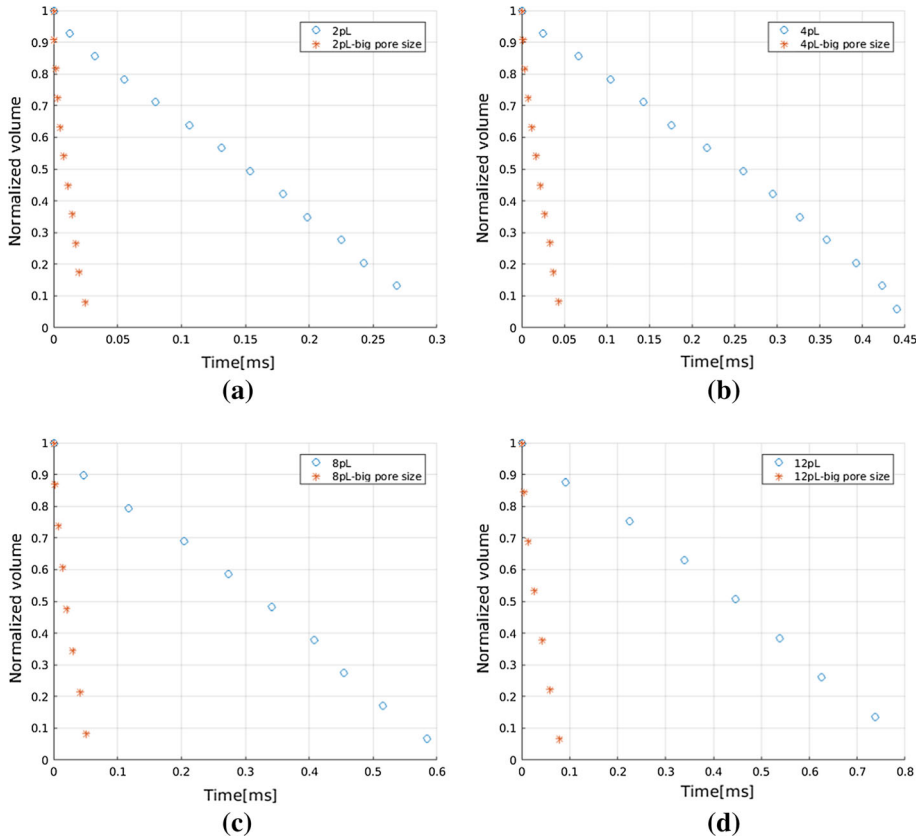 1
0.9
0.8
0.7
0.6
0.5
0.4
0.3
0.2
0.1
0
Normalized volume
2pL
2pL-big pore size
0 0.05 0.1 0.15 0.2 0.25 0.3
Time[ms]
(a)
1
0.9
0.8
0.7
0.6
0.5
0.4
0.3
0.2
0.1
0
Normalized volume
4pL
4pL-big pore size
0 0.05 0.1 0.15 0.2 0.25 0.3 0.35 0.4 0.45
Time[ms]
(b)
1
0.9
0.8
0.7
0.6
0.5
0.4
0.3
0.2
0.1
0
Normalized volume
8pL
8pL-big pore size
0 0.1 0.2 0.3 0.4 0.5 0.6
Time[ms]
(c)
1
0.9
0.8
0.7
0.6
0.5
0.4
0.3
0.2
0.1
0
Normalized volume
12pL
12pL-big pore size
0 0.1 0.2 0.3 0.4 0.5 0.6 0.7 0.8
Time[ms]
(d)